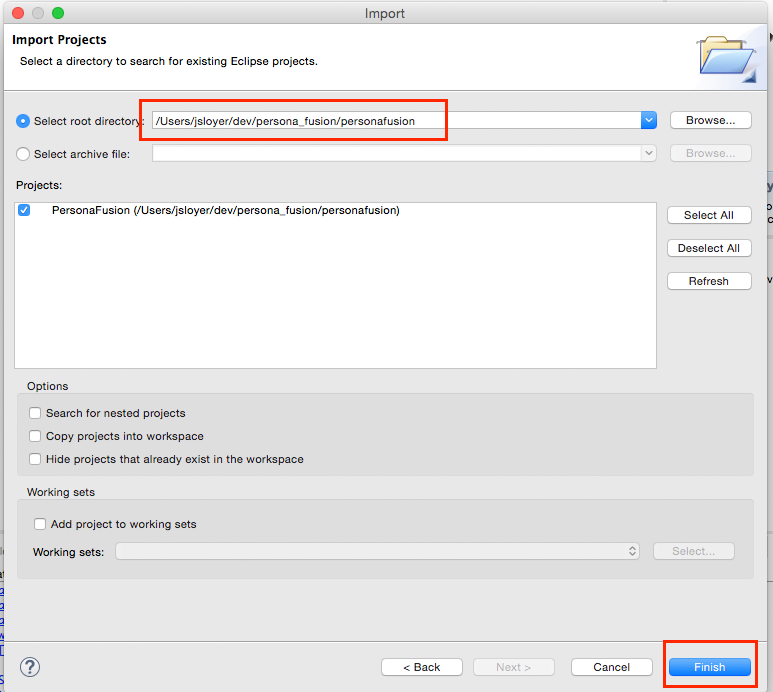 Import
Import Projects
Select a directory to search for existing Eclipse projects.
Select root directory: /Users/jsloyer/dev/persona_fusion/personafusion Browse...
Select archive file: Browse...
Projects:
PersonaFusion (/Users/jsloyer/dev/persona_fusion/personafusion)
Select All
Deselect All
Refresh
Options
Search for nested projects
Copy projects into workspace
Hide projects that already exist in the workspace
Working sets
Add project to working sets
Working sets: Select...
? < Back Next > Cancel Finish